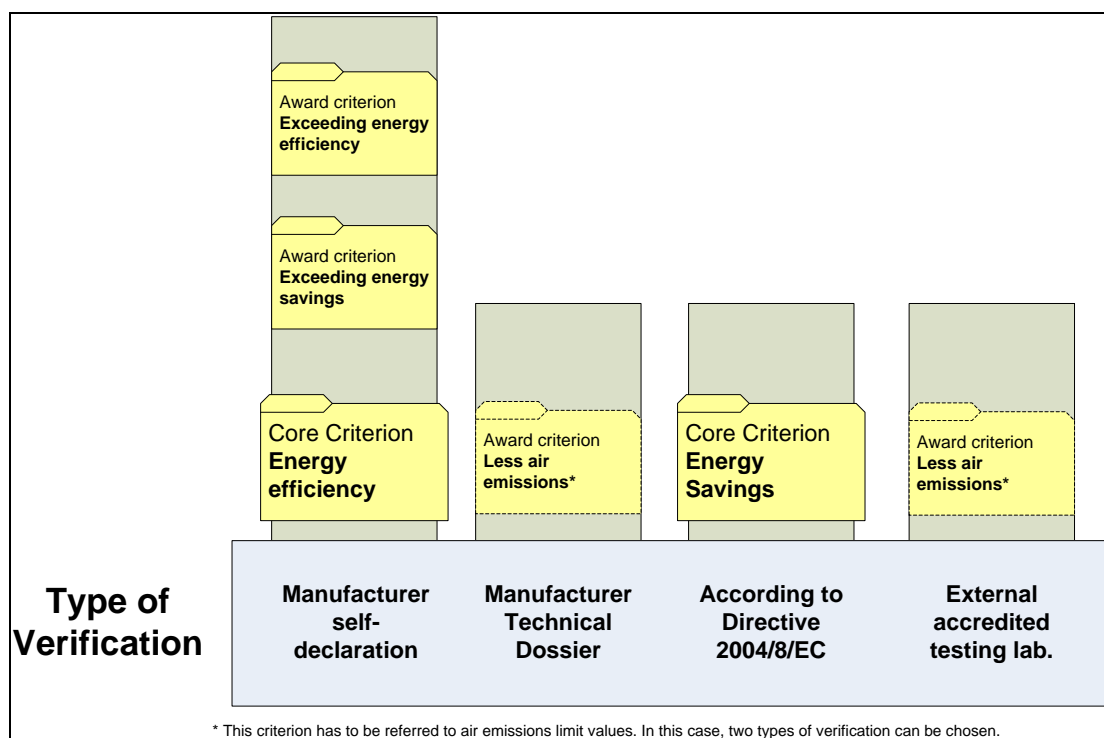 Award criterion
Exceeding energy
efficiency
Award criterion
Exceeding energy
savings
Core Criterion
Energy
efficiency
Award criterion
Less air
emissions*
Core Criterion
Energy
Savings
Award criterion
Less air
emissions*
Type of
Verification
Manufacturer
self-
declaration
Manufacturer
Technical
Dossier
According to
Directive
2004/8/EC
External
accredited
testing lab.
* This criterion has to be referred to air emissions limit values. In this case, two types of verification can be chosen.